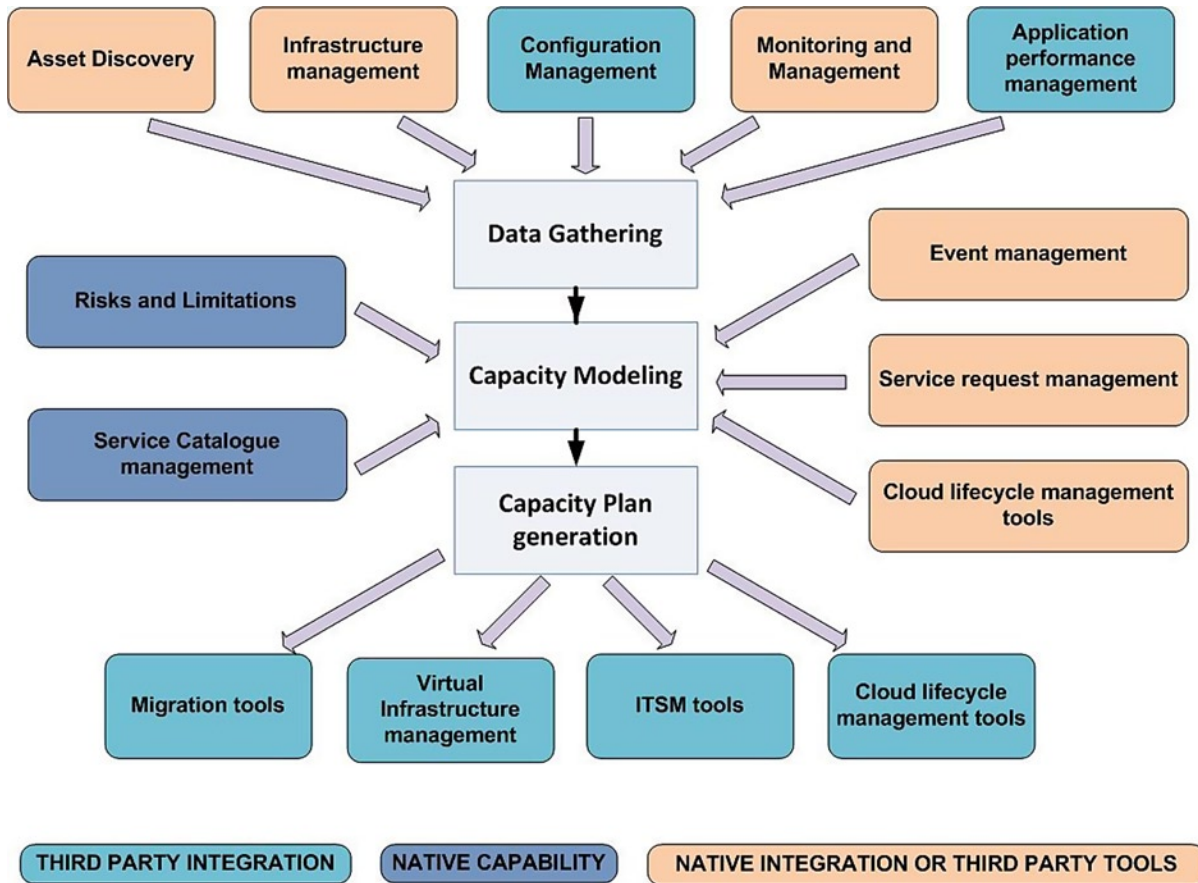 Asset Discovery
Infrastructure
management
Configuration
Management
Monitoring and
Management
Application
performance
management
Data Gathering
Risks and Limitations
Event management
Capacity Modeling
Service request management
Service Catalogue
management
Cloud lifecycle management
tools
Capacity Plan
generation
Migration tools
Virtual
Infrastructure
management
ITSM tools
Cloud lifecycle
management tools
THIRD PARTY INTEGRATION
NATIVE CAPABILITY
NATIVE INTEGRATION OR THIRD PARTY TOOLS